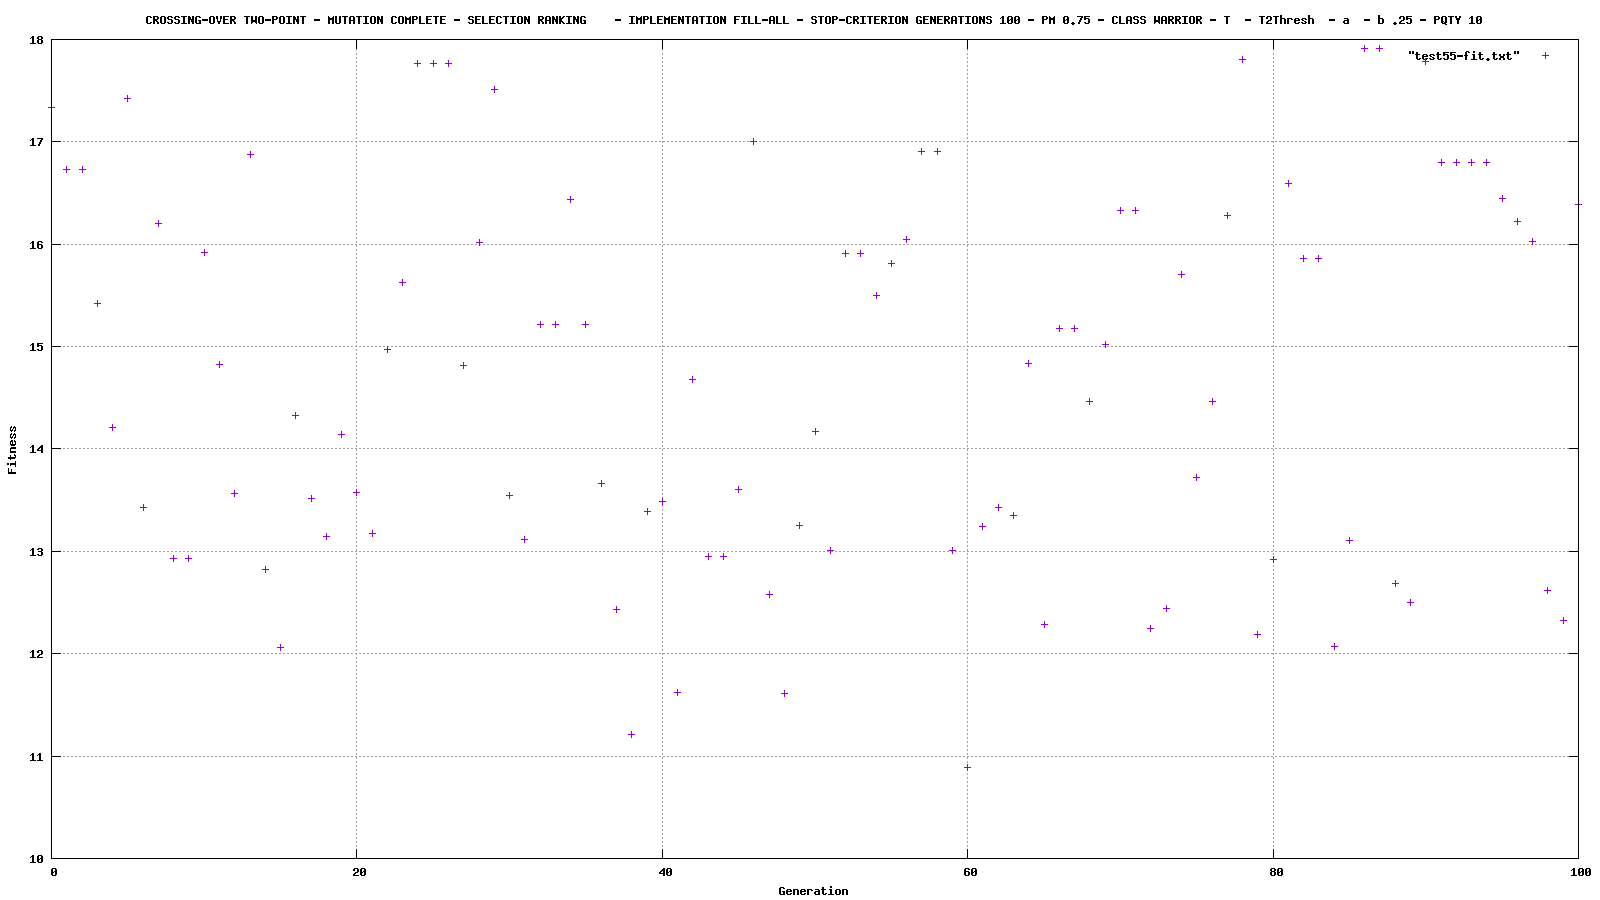 CROSSING-OVER TWO-POINT - MUTATION COMPLETE - SELECTION RANKING    - IMPLEMENTATION FILL-ALL - STOP-CRITERION GENERATIONS 100 - PM 0.75 - CLASS WARRIOR - T  - T2Thresh  - a  - b .25 - PQTY 10
"test55-fit.txt"
18
17
16
15
14
13
12
11
10
Fitness
0 20 40 60 80 100
Generation